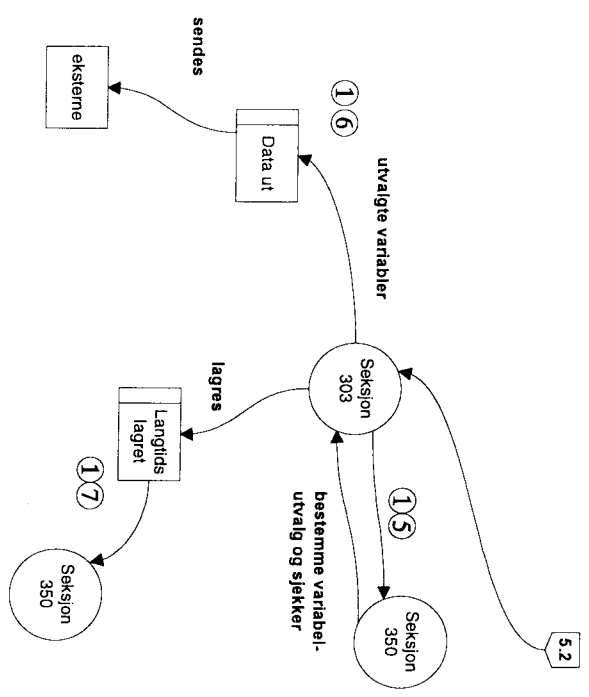 5.2
Seksjon
350
①⑤
bestemme variabel-
utvalg og sjekker
Seksjon
303
utvalgte variabler
①⑥
Data ut
sendes
eksterne
lagres
Langtids
lagret
①⑦
Seksjon
350